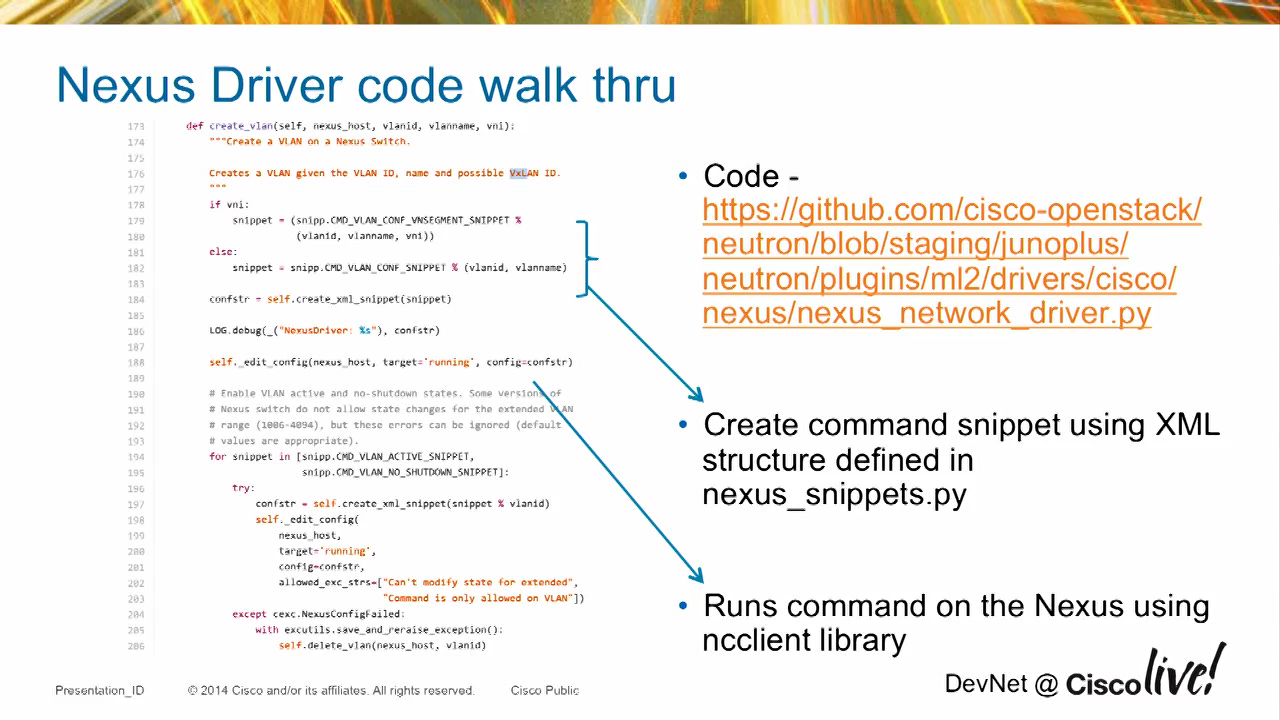 Nexus Driver code walk thru
173 def create_vlan(self, nexus_host, vlanid, vlanname, vni):
174 """Create a VLAN on a Nexus Switch.
175
176 Creates a VLAN given the VLAN ID, name and possible VxLAN ID.
177 """
178 if vni:
179 snippet = (snipp.CMD_VLAN_CONF_VNSEGMENT_SNIPPET %
180 (vlanid, vlanname, vni))
181 else:
182 snippet = snipp.CMD_VLAN_CONF_SNIPPET % (vlanid, vlanname)
183
184 confstr = self.create_xml_snippet(snippet)
185
186 LOG.debug(_("NexusDriver: %s"), confstr)
187
188 self._edit_config(nexus_host, target='running', config=confstr)
189
190 # Enable VLAN active and no-shutdown states. Some versions of
191 # Nexus switch do not allow state changes for the extended VLAN
192 # range (1006-4094), but these errors can be ignored (default
193 # values are appropriate).
194 for snippet in [snipp.CMD_VLAN_ACTIVE_SNIPPET,
195 snipp.CMD_VLAN_NO_SHUTDOWN_SNIPPET]:
196 try:
197 confstr = self.create_xml_snippet(snippet % vlanid)
198 self._edit_config(
199 nexus_host,
200 target='running',
201 config=confstr,
202 allowed_exc_strs=["Can't modify state for extended",
203 "Command is only allowed on VLAN"])
204 except cexc.NexusConfigFailed:
205 with excutils.save_and_reraise_exception():
206 self.delete_vlan(nexus_host, vlanid)
• Code -
https://github.com/cisco-openstack/
neutron/blob/staging/junoplus/
neutron/plugins/ml2/drivers/cisco/
nexus/nexus_network_driver.py
• Create command snippet using XML
structure defined in
nexus_snippets.py
• Runs command on the Nexus using
ncclient library
Presentation_ID © 2014 Cisco and/or its affiliates. All rights reserved. Cisco Public
DevNet @ Cisco live!